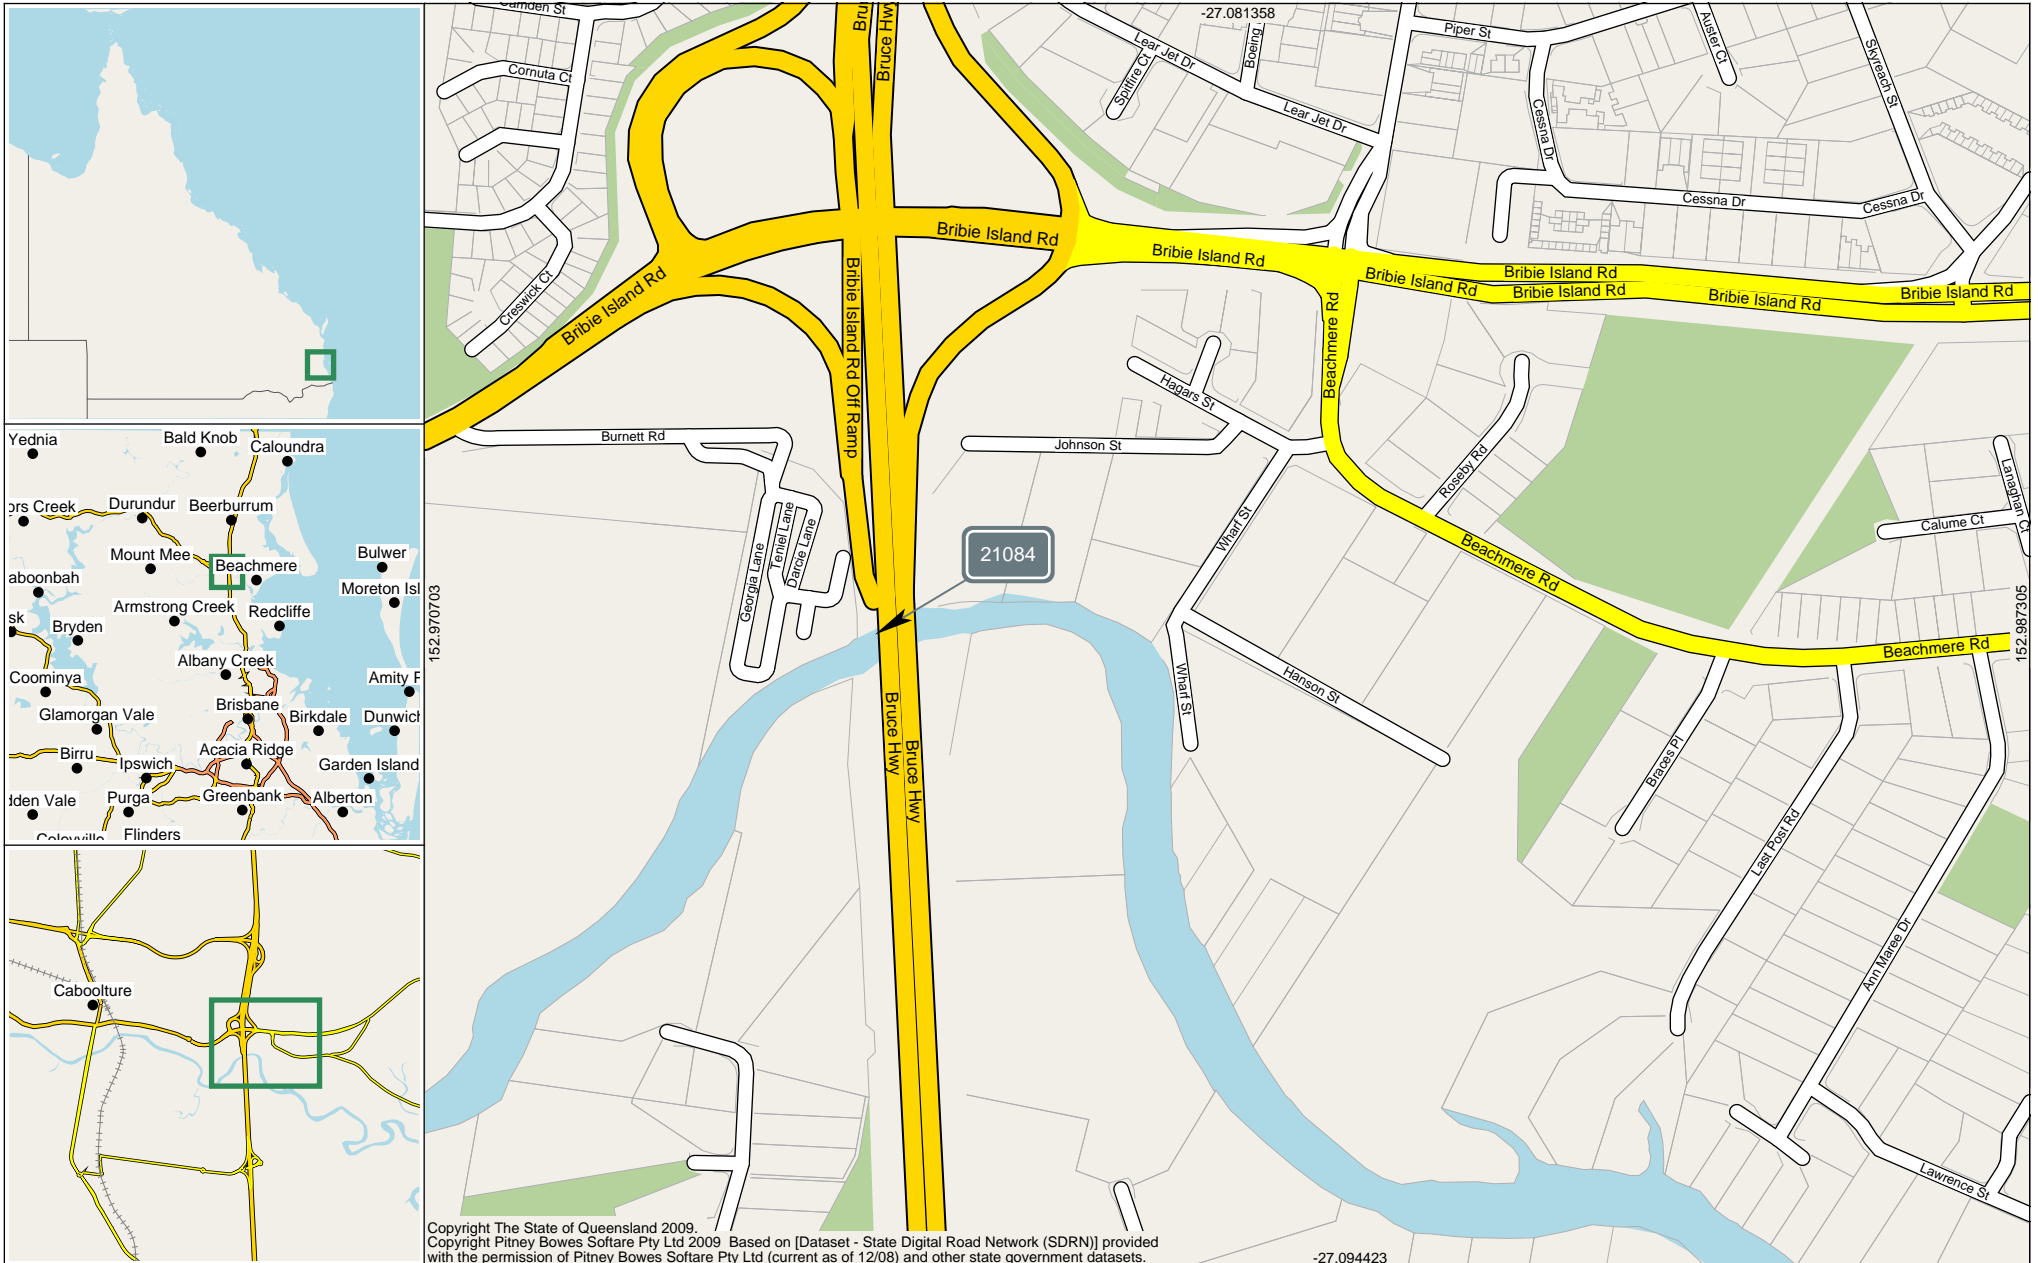 Yednia
Bald Knob
Caloundra
ors Creek
Durundur
Beerburrum
Mount Mee
Beachmere
Bulwer
aboonbah
Moreton Isl
Armstrong Creek
Redcliffe
sk
Bryden
Albany Creek
Coominya
Amity P
Glamorgan Vale
Brisbane
Birkdale
Dunwich
Birru
Acacia Ridge
Ipswich
Garden Island
dden Vale
Purga
Greenbank
Alberton
Coleyville
Flinders
Caboolture
Camden St
Bruce Hwy
Bru
-27.081358
Piper St
Auster Ct
Lear Jet Dr
Boeing
Skyreach St
Cornuta Ct
Spitfire Ct
Lear Jet Dr
Cessna Dr
Cessna Dr
Cessna Dr
Bribie Island Rd
Bribie Island Rd
Bribie Island Rd
Bribie Island Rd
Bribie Island Rd
Bribie Island Rd
Bribie Island Rd
Creswick Ct
Bribie Island Rd
Bribie Island Rd Off Ramp
Beachmere Rd
Hagars St
Burnett Rd
Johnson St
Roseby Rd
Lanaghan Ct
Calume Ct
Wharf St
Teniel Lane
Darcie Lane
Georgia Lane
21084
Beachmere Rd
152.970703
152.987305
Beachmere Rd
Wharf St
Hanson St
Bruce Hwy
Bruce Hwy
Braces Pl
Last Post Rd
Ann Maree Dr
Lawrence St
Copyright The State of Queensland 2009.
Copyright Pitney Bowes Softare Pty Ltd 2009  Based on [Dataset - State Digital Road Network (SDRN)] provided
with the permission of Pitney Bowes Softare Pty Ltd (current as of 12/08) and other state government datasets.
-27.094423